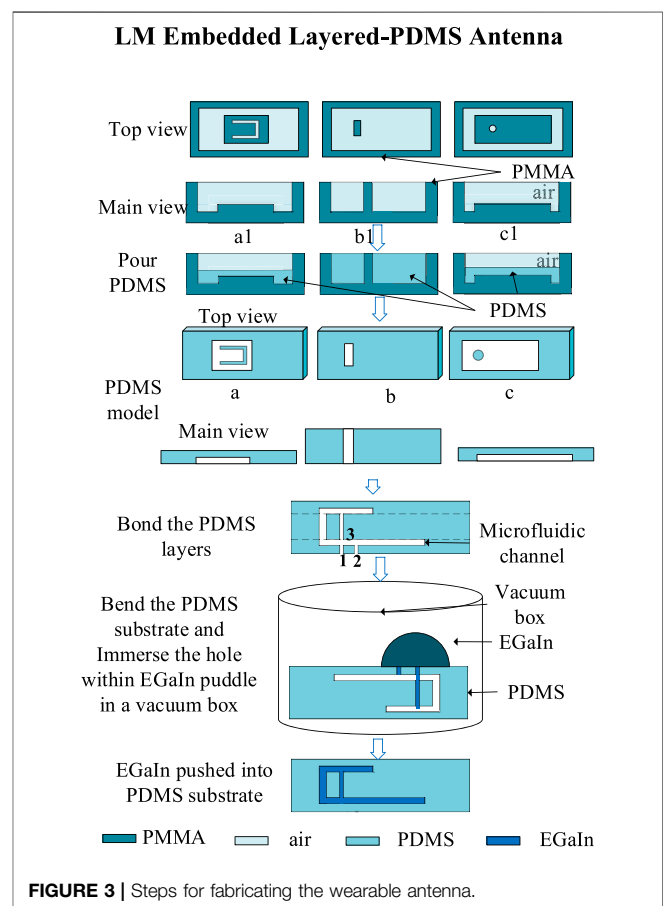 LM Embedded Layered-PDMS Antenna
Top view
PMMA
Main view
air
a1
b1
c1
Pour
PDMS
air
PDMS
Top view
PDMS
model
a
b
c
Main view
Bond the PDMS
layers
3
1 2
Microfluidic
channel
Bend the PDMS
substrate and
Immerse the hole
within EGaIn puddle
in a vacuum box
Vacuum
box
EGaIn
PDMS
EGaIn pushed into
PDMS substrate
PMMA air PDMS EGaIn
FIGURE 3 | Steps for fabricating the wearable antenna.